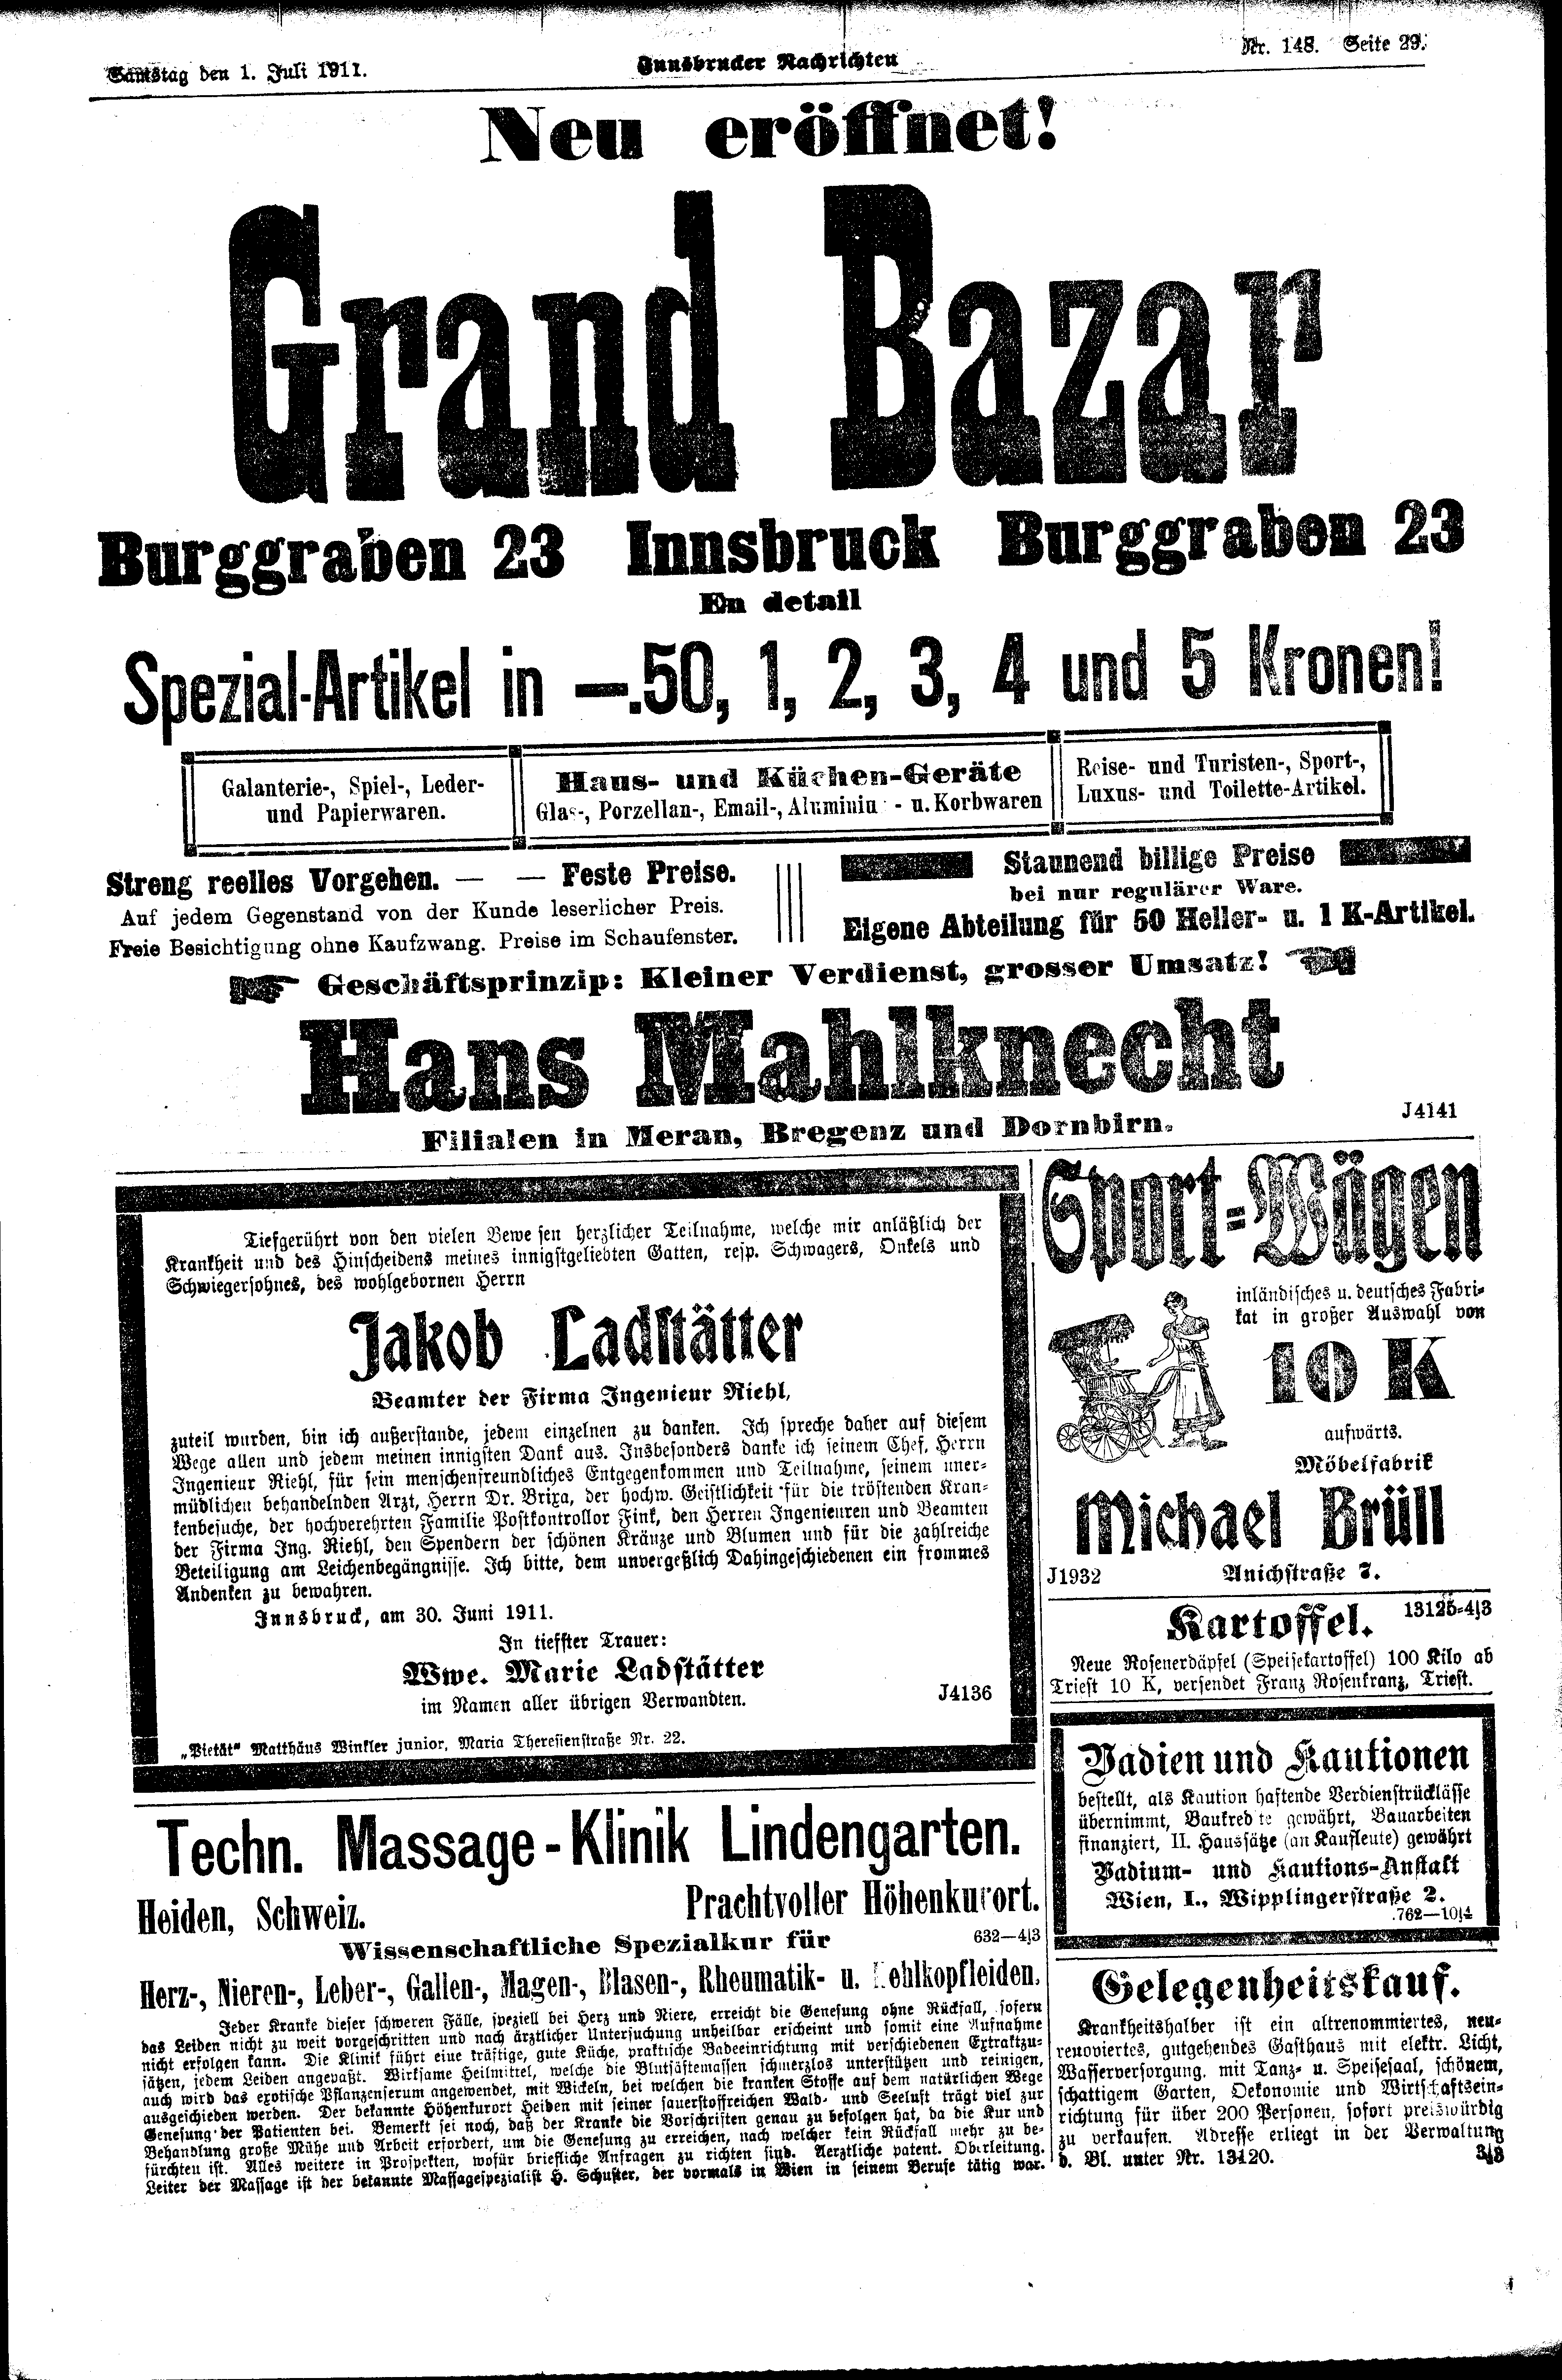 Samstag den 1. Juli 1911.
Innsbrucker Nachrichten
Nr. 148. Seite 29.
Neu eröffnet!
Grand Bazar
Burggraben 23 Innsbruck Burggraben 23
En detail
Spezial-Artikel in —.50, 1, 2, 3, 4 und 5 Kronen!
Galanterie-, Spiel-, Leder-
und Papierwaren.
Haus- und Küchen-Geräte
Glas-, Porzellan-, Email-, Aluminiu - u. Korbwaren
Reise- und Turisten-, Sport-,
Luxus- und Toilette-Artikel.
Streng reelles Vorgehen. — — Feste Preise.
Auf jedem Gegenstand von der Kunde leserlicher Preis.
Freie Besichtigung ohne Kaufzwang. Preise im Schaufenster.
Staunend billige Preise
bei nur regulärer Ware.
Eigene Abteilung für 50 Heller- u. 1 K-Artikel.
Geschäftsprinzip: Kleiner Verdienst, grosser Umsatz!
Hans Mahlknecht
Filialen in Meran, Bregenz und Dornbirn.
J4141
Tiefgerührt von den vielen Bewe sen herzlicher Teilnahme, welche mir anläßlich der
Krankheit und des Hinscheidens meines innigstgeliebten Gatten, resp. Schwagers, Onkels und
Schwiegersohnes, des wohlgebornen Herrn
Jakob Ladstätter
Beamter der Firma Ingenieur Riehl,
zuteil wurden, bin ich außerstande, jedem einzelnen zu danken. Ich spreche daher auf diesem
Wege allen und jedem meinen innigsten Dank aus. Insbesonders danke ich seinem Chef, Herrn
Ingenieur Riehl, für sein menschenfreundliches Entgegenkommen und Teilnahme, seinem uner-
müdlichen behandelnden Arzt, Herrn Dr. Brixa, der hochw. Geistlichkeit für die tröstenden Kran-
kenbesuche, der hochverehrten Familie Postkontrollor Fink, den Herren Ingenieuren und Beamten
der Firma Ing. Riehl, den Spendern der schönen Kränze und Blumen und für die zahlreiche
Beteiligung am Leichenbegängnisse. Ich bitte, dem unvergeßlich Dahingeschiedenen ein frommes
Andenken zu bewahren.
Innsbruck, am 30. Juni 1911.
In tiefster Trauer:
Wwe. Marie Ladstätter
im Namen aller übrigen Verwandten.
J4136
„Pietät“ Matthäus Winkler junior, Maria Theresienstraße Nr. 22.
Sport-Wägen
inländisches u. deutsches Fabri-
kat in großer Auswahl von
10 K
aufwärts.
Möbelfabrik
Michael Brüll
J1932
Anichstraße 7.
Kartoffel.
13125-4|3
Neue Rosenerdäpfel (Speisekartoffel) 100 Kilo ab
Triest 10 K, versendet Franz Rosenkranz, Triest.
Vadien und Kautionen
bestellt, als Kaution haftende Verdienstrücklässe
übernimmt, Baukred te gewährt, Bauarbeiten
finanziert, II. Haussätze (an Kaufleute) gewährt
Vadium- und Kautions-Anstalt
Wien, I., Wipplingerstraße 2.
.762—10|4
Techn. Massage-Klinik Lindengarten.
Heiden, Schweiz.
Prachtvoller Höhenkurort.
Wissenschaftliche Spezialkur für
632—4|3
Herz-, Nieren-, Leber-, Gallen-, Magen-, Blasen-, Rheumatik- u. Kehlkopfleiden.
Jeder Kranke dieser schweren Fälle, speziell bei Herz und Niere, erreicht die Genesung ohne Rückfall, sofern
das Leiden nicht zu weit vorgeschritten und nach ärztlicher Untersuchung unheilbar erscheint und somit eine Aufnahme
nicht erfolgen kann. Die Klinik führt eine kräftige, gute Küche, praktische Badeeinrichtung mit verschiedenen Extraktzu-
sätzen, jedem Leiden angepaßt. Wirksame Heilmittel, welche die Blutsäftemassen schmerzlos unterstützen und reinigen,
auch wird das exotische Pflanzenserum angewendet, mit Wickeln, bei welchen die kranken Stoffe auf dem natürlichen Wege
ausgeschieden werden. Der bekannte Höhenkurort Heiden mit seiner sauerstoffreichen Wald- und Seeluft trägt viel zur
Genesung der Patienten bei. Bemerkt sei noch, daß der Kranke die Vorschriften genau zu befolgen hat, da die Kur und
Behandlung große Mühe und Arbeit erfordert, um die Genesung zu erreichen, nach welcher kein Rückfall mehr zu be-
fürchten ist. Alles weitere in Prospekten, wofür briefliche Anfragen zu richten sind. Aerztliche patent. Oberleitung.
Leiter der Massage ist der bekannte Massagespezialist H. Schuster, der vormals in Wien in seinem Berufe tätig war.
Gelegenheitskauf.
Krankheitshalber ist ein altrenommiertes, neu-
renoviertes, gutgehendes Gasthaus mit elektr. Licht,
Wasserversorgung, mit Tanz- u. Speisesaal, schönem,
schattigem Garten, Oekonomie und Wirtschaftsein-
richtung für über 200 Personen, sofort preiswürdig
zu verkaufen. Adresse erliegt in der Verwaltung
d. Bl. unter Nr. 13120.
3|3